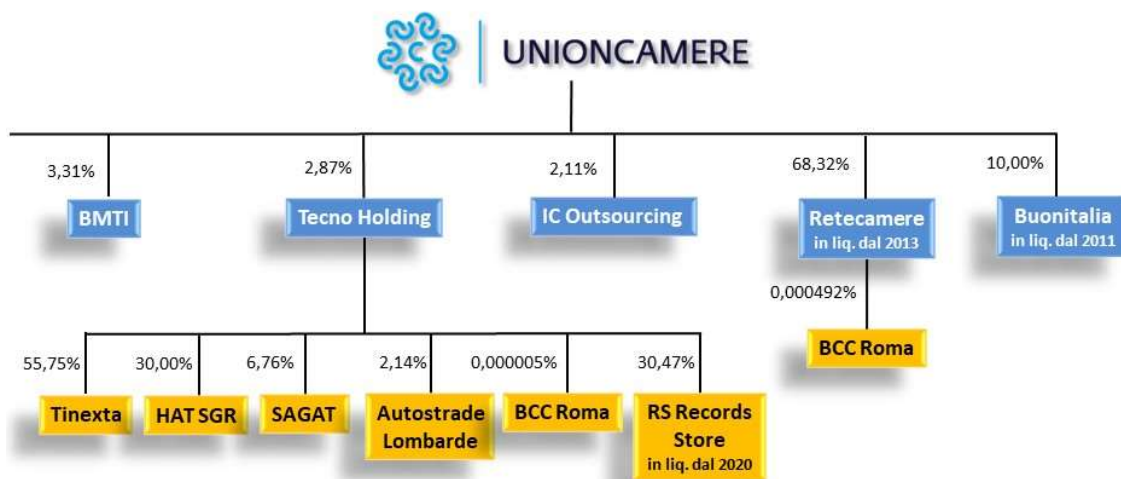 UNIONCAMERE
3,31%
2,87%
2,11%
68,32%
10,00%
BMTI
Tecno Holding
IC Outsourcing
Retecamere
in liq. dal 2013
Buonitalia
in liq. dal 2011
0,000492%
BCC Roma
55,75%
30,00%
6,76%
2,14%
0,000005%
30,47%
Tinexta
HAT SGR
SAGAT
Autostrade
Lombarde
BCC Roma
RS Records
Store
in liq. dal 2020